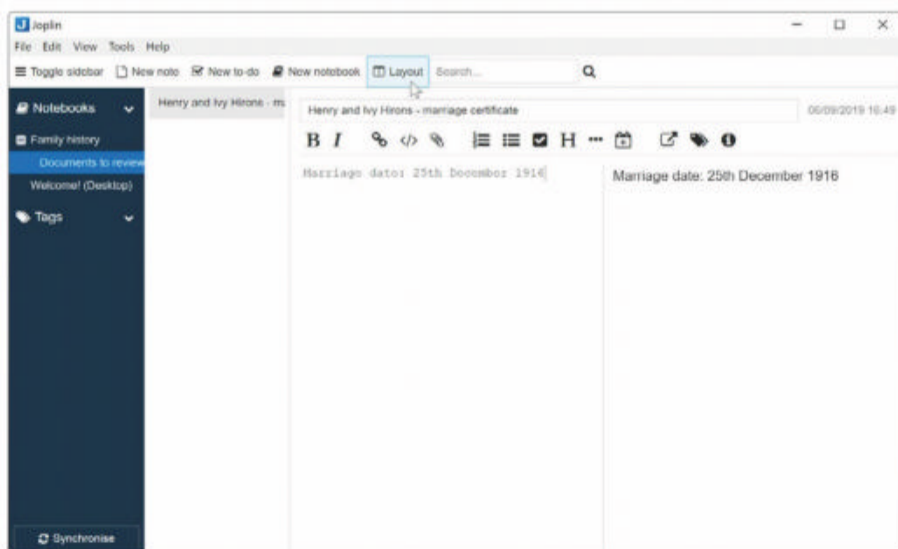 Joplin
File Edit View Tools Help
Toggle sidebar New note New to-do New notebook Layout Search...
Notebooks
Henry and Ivy Hirons - ma
Henry and Ivy Hirons - marriage certificate
06/09/2019 16:49
Family history
B I H
Documents to review
Marriage date: 25th December 1916
Marriage date: 25th December 1916
Welcome! (Desktop)
Tags
Synchronise